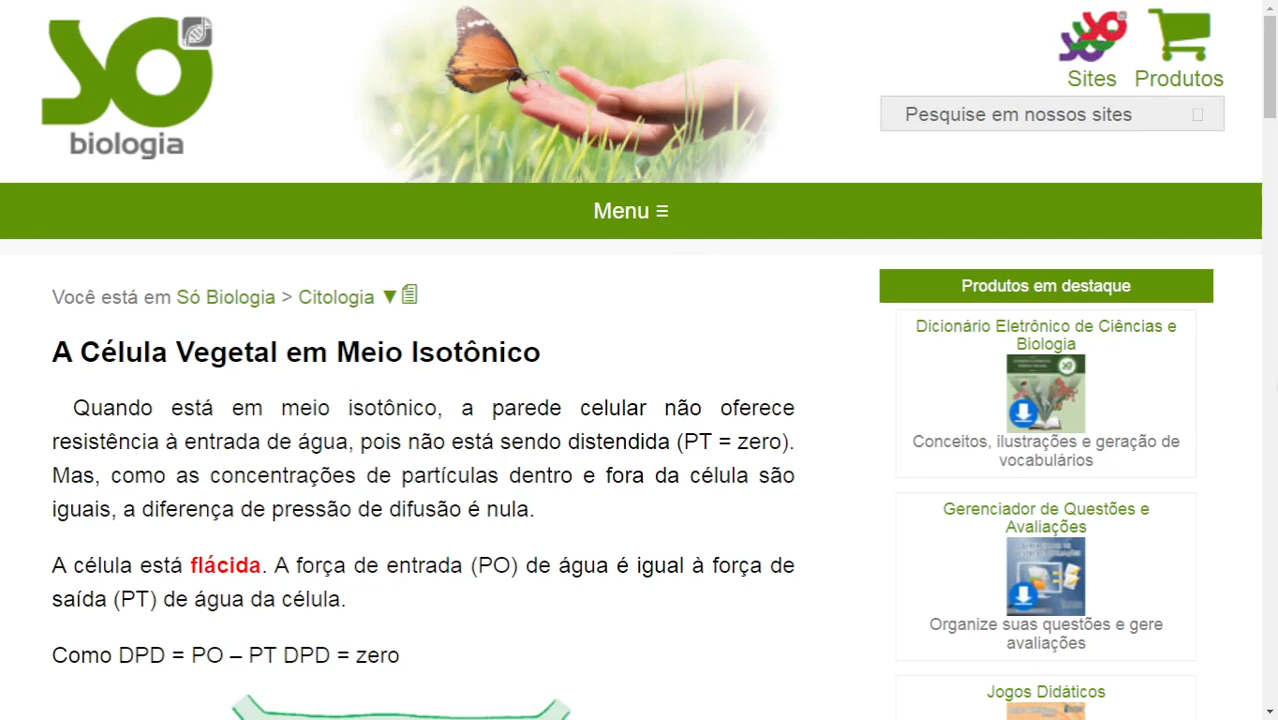 SÓ
biologia
Sites
Produtos
Pesquise em nossos sites
Menu ≡
Você está em Só Biologia > Citologia ▼
A Célula Vegetal em Meio Isotônico
Quando está em meio isotônico, a parede celular não oferece
resistência à entrada de água, pois não está sendo distendida (PT = zero).
Mas, como as concentrações de partículas dentro e fora da célula são
iguais, a diferença de pressão de difusão é nula.
A célula está flácida. A força de entrada (PO) de água é igual à força de
saída (PT) de água da célula.
Como DPD = PO – PT DPD = zero
Produtos em destaque
Dicionário Eletrônico de Ciências e
Biologia
Conceitos, ilustrações e geração de
vocabulários
Gerenciador de Questões e
Avaliações
Organize suas questões e gere
avaliações
Jogos Didáticos